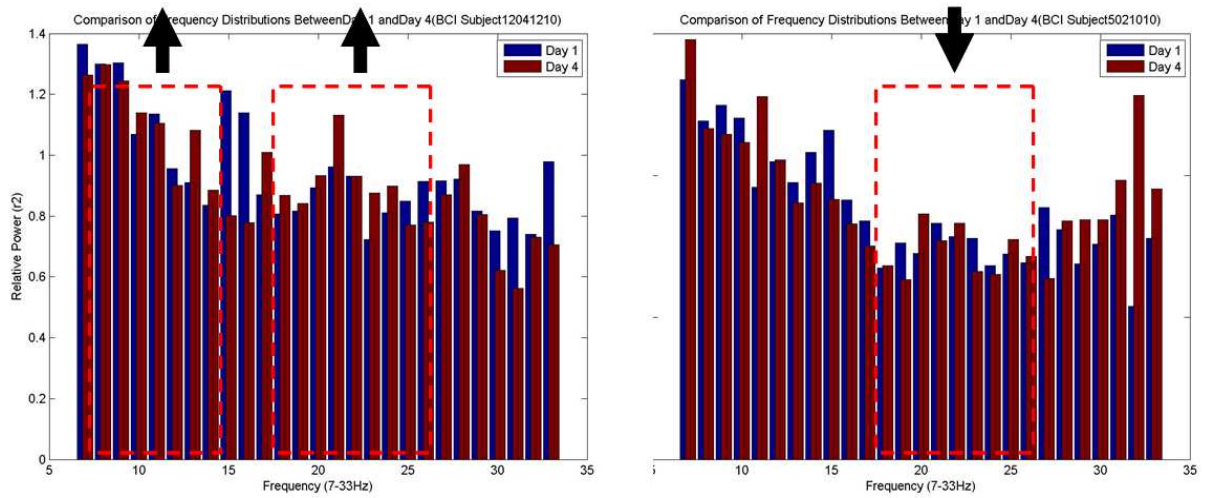 Comparison of Frequency Distributions BetweenDay 1 andDay 4(BCI Subject12041210)
1.4
1.2
1
0.8
0.6
0.4
0.2
0
Relative Power (r2)
Day 1
Day 4
5 10 15 20 25 30 35
Frequency (7-33Hz)
Comparison of Frequency Distributions BetweenDay 1 andDay 4(BCI Subject5021010)
Day 1
Day 4
10 15 20 25 30 35
Frequency (7-33Hz)